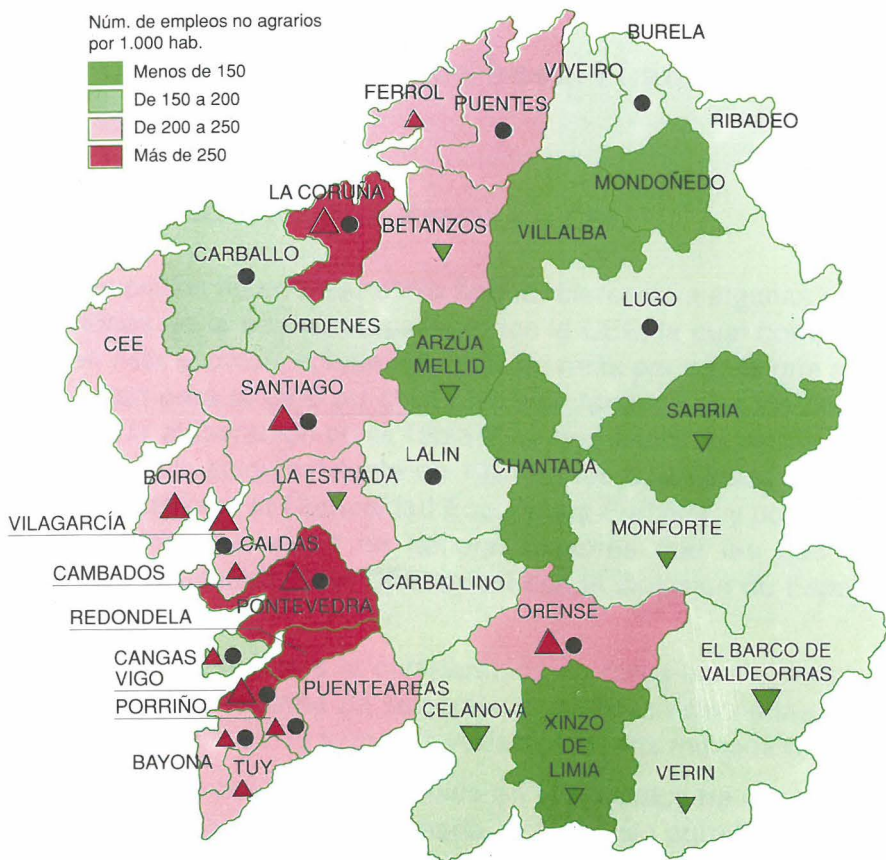 Núm. de empleos no agrarios
por 1.000 hab.
Menos de 150
De 150 a 200
De 200 a 250
Más de 250
BURELA
VIVEIRO
FERROL
PUENTES
RIBADEO
MONDOÑEDO
LA CORUÑA
BETANZOS
VILLALBA
CARBALLO
LUGO
ÓRDENES
CEE
ARZÚA
MELLID
SANTIAGO
SARRIA
LALIN
CHANTADA
LA ESTRADA
BOIRO
VILAGARCÍA
MONFORTE
CALDAS
CAMBADOS
CARBALLINO
PONTEVEDRA
REDONDELA
ORENSE
EL BARCO DE
VALDEORRAS
CANGAS
VIGO
PUENTEAREAS
PORRIÑO
CELANOVA
XINZO
DE
LIMIA
BAYONA
TUY
VERIN